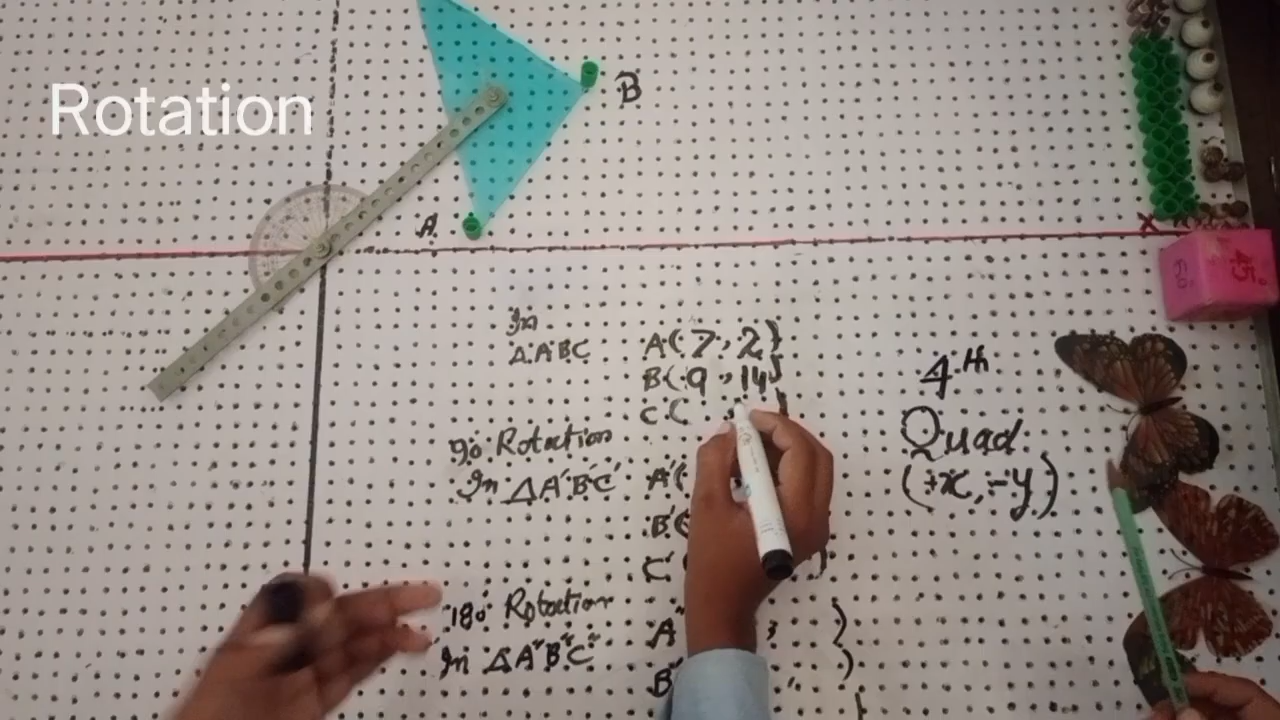 Rotation
B
A
X
In
ΔABC A(7, 2)
B(9, 14)
C( , )
4th
Quad
(+x, -y)
90° Rotation
In ΔA'B'C' A'(
B'(
C'
180° Rotation
In ΔA"B"C" A" , )
B" , )